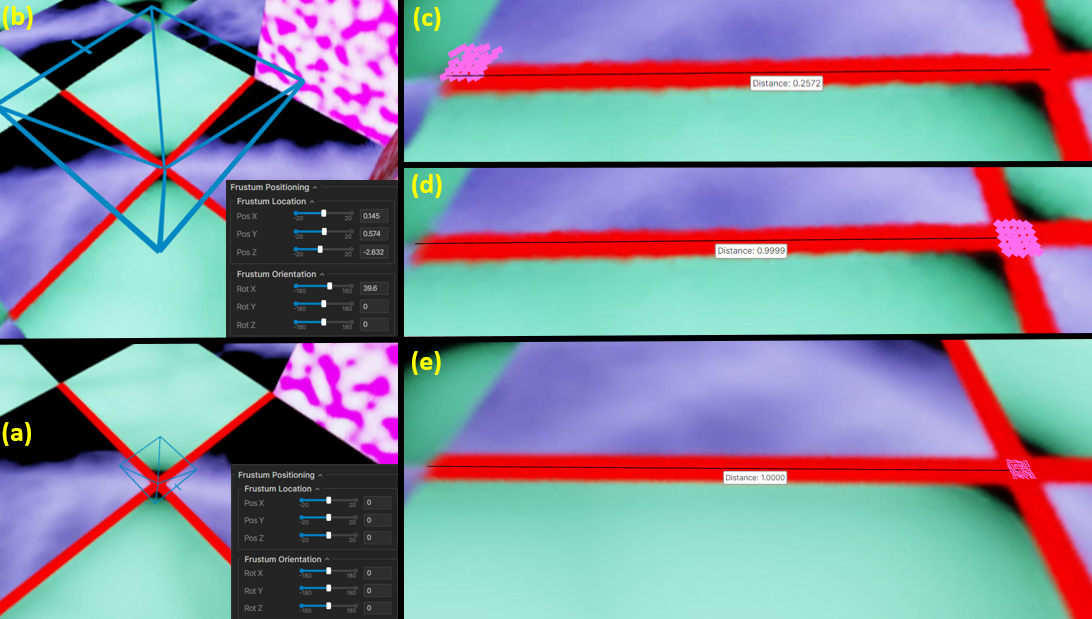 (b)
Frustum Positioning
Frustum Location
Pos X 0.145
-20 20
Pos Y 0.574
-20 20
Pos Z -2.632
-20 20
Frustum Orientation
Rot X 39.6
-180 180
Rot Y 0
-180 180
Rot Z 0
-180 180
(a)
Frustum Positioning
Frustum Location
Pos X 0
-20 20
Pos Y 0
-20 20
Pos Z 0
-20 20
Frustum Orientation
Rot X 0
-180 180
Rot Y 0
-180 180
Rot Z 0
-180 180
(c)
Distance: 0.2572
(d)
Distance: 0.9999
(e)
Distance: 1.0000